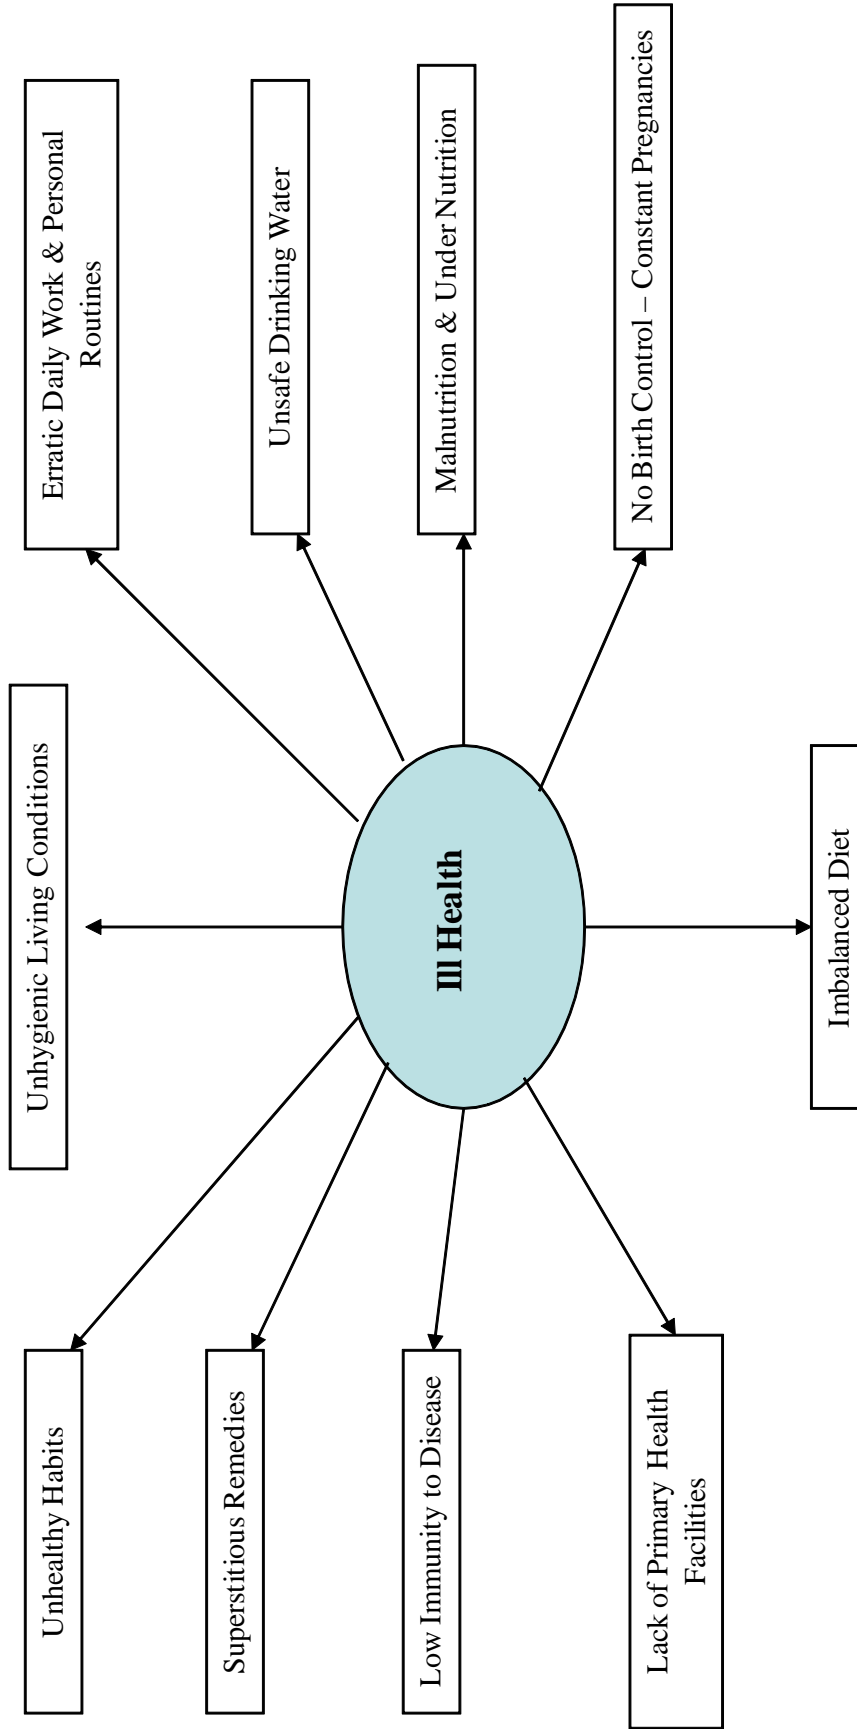 Unhealthy Habits
Unhygienic Living Conditions
Erratic Daily Work & Personal
Routines
Superstitious Remedies
Unsafe Drinking Water
Low Immunity to Disease
Ill Health
Malnutrition & Under Nutrition
Lack of Primary Health
Facilities
No Birth Control – Constant Pregnancies
Imbalanced Diet